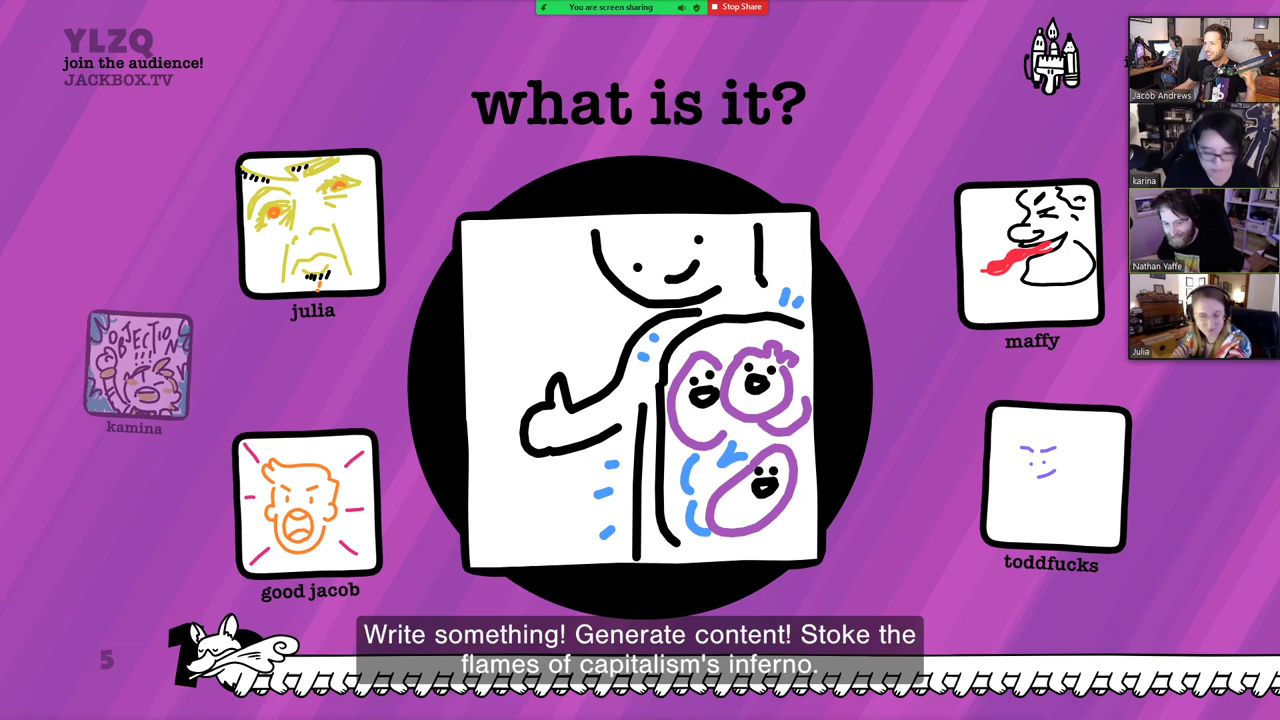 You are screen sharing
Stop Share
YLZQ
join the audience!
JACKBOX.TV
what is it?
Jacob Andrews
karina
Nathan Yaffe
Julia
julia
maffy
OBJECTION
!!!
kamina
good jacob
toddfucks
5
Write something! Generate content! Stoke the
flames of capitalism's inferno.